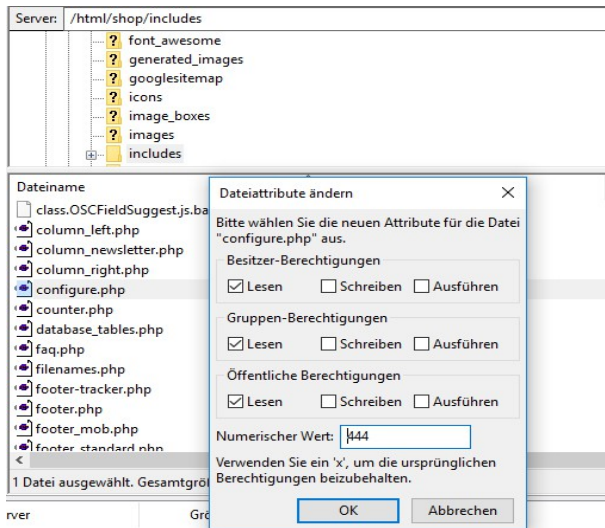 Server: /html/shop/includes
font_awesome
generated_images
googlesitemap
icons
image_boxes
images
includes
Dateiname
class.OSCFieldSuggest.js.ba
column_left.php
column_newsletter.php
column_right.php
configure.php
counter.php
database_tables.php
faq.php
filenames.php
footer-tracker.php
footer.php
footer_mob.php
footer_standard.php
1 Datei ausgewählt. Gesamtgrö
rver Grö
Dateiattribute ändern
Bitte wählen Sie die neuen Attribute für die Datei
"configure.php" aus.
Besitzer-Berechtigungen
Lesen Schreiben Ausführen
Gruppen-Berechtigungen
Lesen Schreiben Ausführen
Öffentliche Berechtigungen
Lesen Schreiben Ausführen
Numerischer Wert: 444
Verwenden Sie ein 'x', um die ursprünglichen
Berechtigungen beizubehalten.
OK Abbrechen